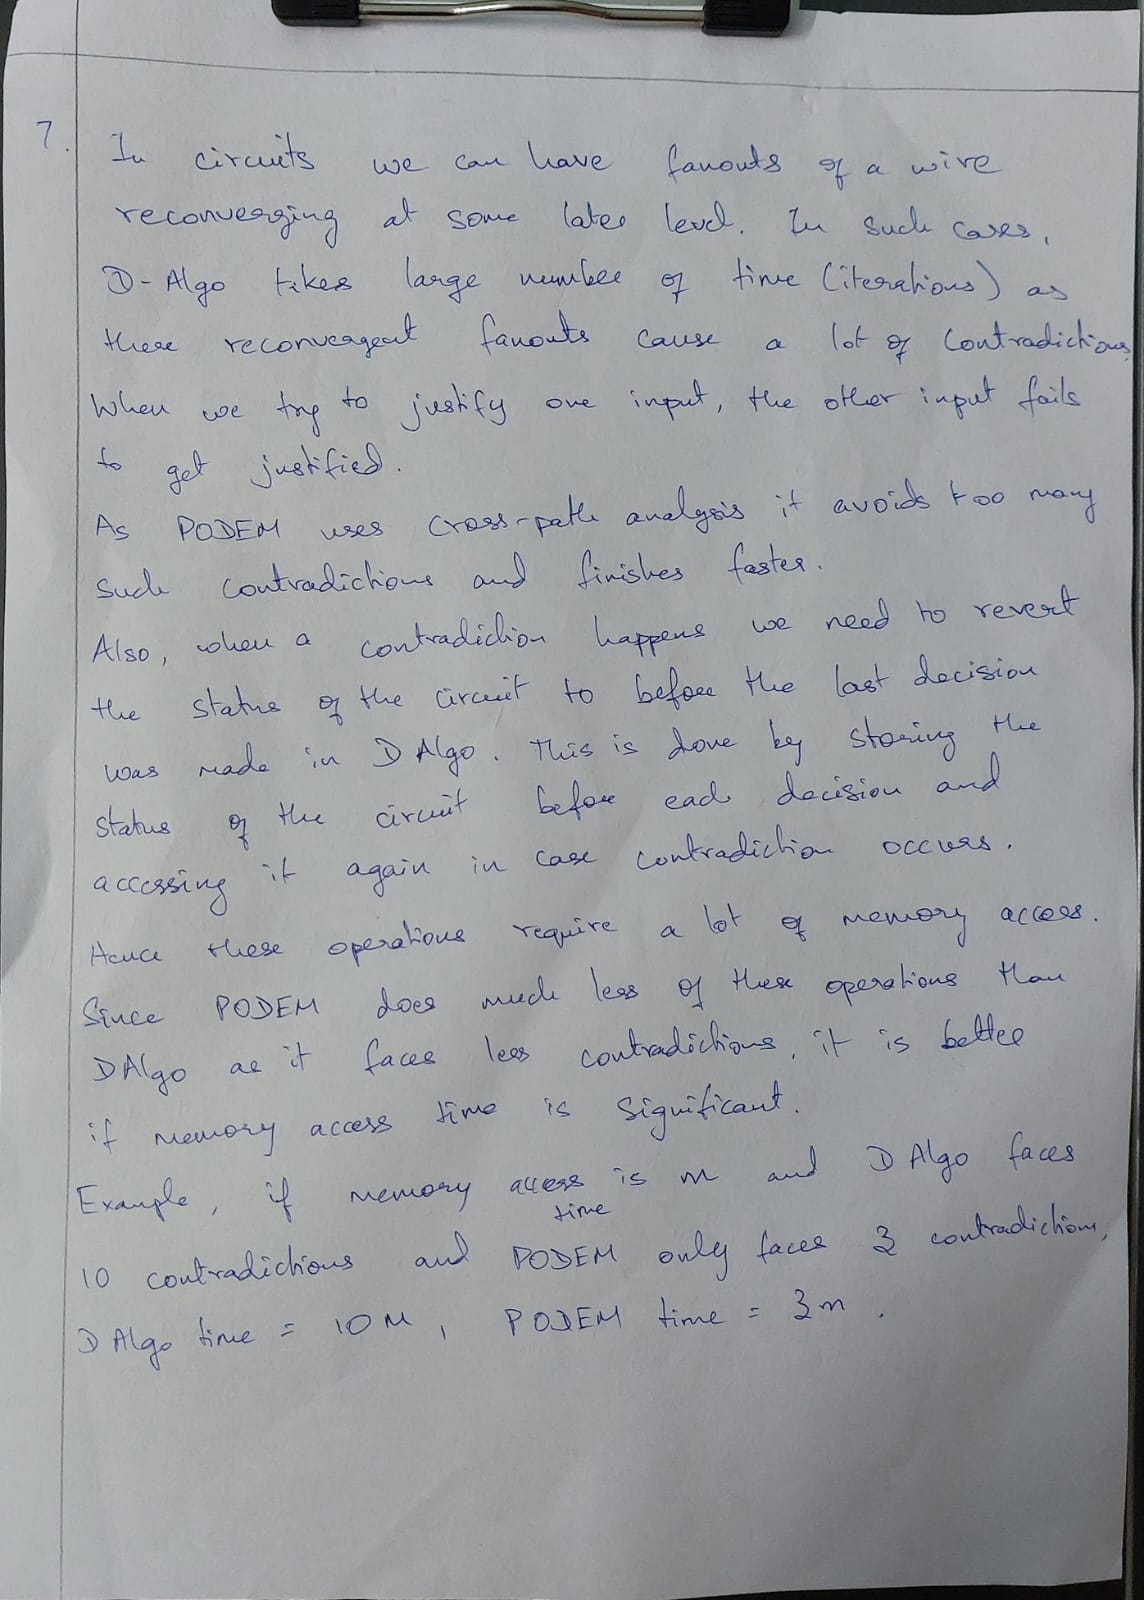 7.
In circuits we can have fanouts of a wire
reconverging at some later level. In such cases,
D-Algo takes large number of time (iterations) as
these reconvergent fanouts cause a lot of contradictions.
When we try to justify one input, the other input fails
to get justified.
As PODEM uses cross-path analysis it avoids too many
such contradictions and finishes faster.
Also, when a contradiction happens we need to revert
the status of the circuit to before the last decision
was made in D Algo. This is done by storing the
status of the circuit before each decision and
accessing it again in case contradiction occurs.
Hence these operations require a lot of memory access.
Since PODEM does much less of these operations than
D Algo as it faces less contradictions, it is better
if memory access time is significant.
Example, if memory access time is m and D Algo faces
10 contradictions and PODEM only faces 3 contradictions,
D Algo time = 10 M, PODEM time = 3m.